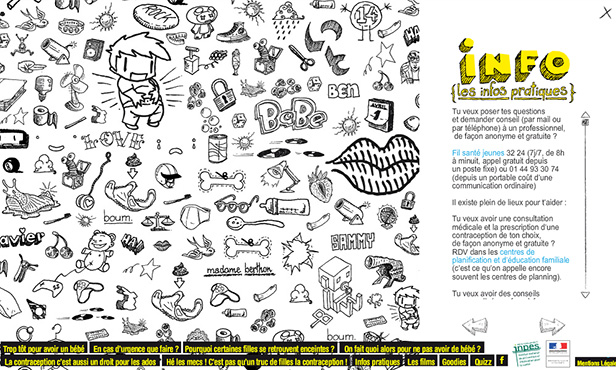 14
BEN
BeBe
AVRIL
1
LOVE
boum.
SAMMY
madame berthon
boum.
INFO
{les infos pratiques}
Tu veux poser tes questions
et demander conseil (par mail ou
par téléphone) à un professionnel,
de façon anonyme et gratuite ?
Fil santé jeunes 32 24 (7j/7, de 8h
à minuit, appel gratuit depuis
un poste fixe) ou 01 44 93 30 74
(depuis un portable coût d'une
communication ordinaire)
Il existe plein de lieux pour t'aider :
Tu veux avoir une consultation
médicale et la prescription d'une
contraception de ton choix,
de façon anonyme et gratuite ?
RDV dans les centres de
planification et d'éducation familiale
(c'est ce qu'on appelle encore
souvent les centres de planning).
Tu veux avoir des conseils
Trop tôt pour avoir un bébé
En cas d'urgence que faire ?
Pourquoi certaines filles se retrouvent enceintes ?
On fait quoi alors pour ne pas avoir de bébé ?
La contraception c'est aussi un droit pour les ados
Hé les mecs ! C'est pas qu'un truc de filles la contraception !
Infos pratiques
Les films
Goodies
Quizz
f
inpes
Mentions Légale